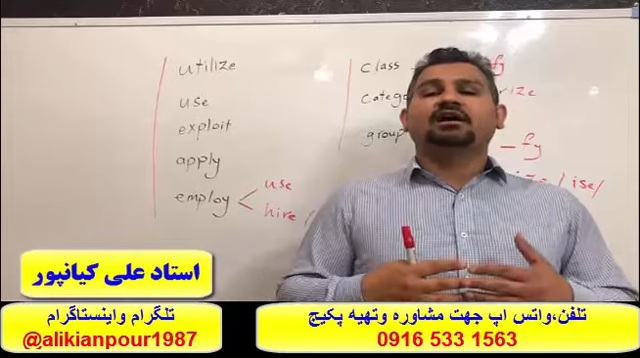 utilize
use
exploit
apply
employ
use
hire
class
fy
group
rize
fy
ise/
استاد علی کیانپور
تلگرام واینستاگرام
@alikianpour1987
تلفن،واتس اپ جهت مشاوره وتهیه پکیج
0916 533 1563